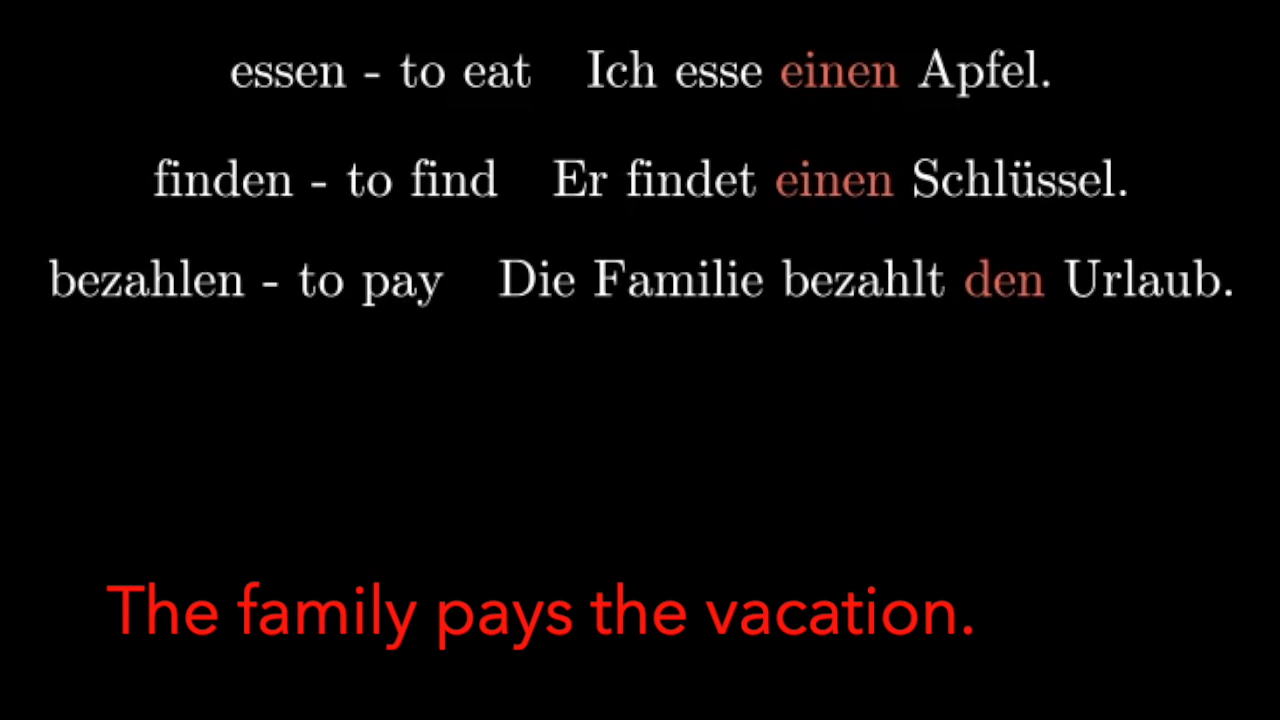 essen - to eat Ich esse einen Apfel.
finden - to find Er findet einen Schlüssel.
bezahlen - to pay Die Familie bezahlt den Urlaub.
The family pays the vacation.